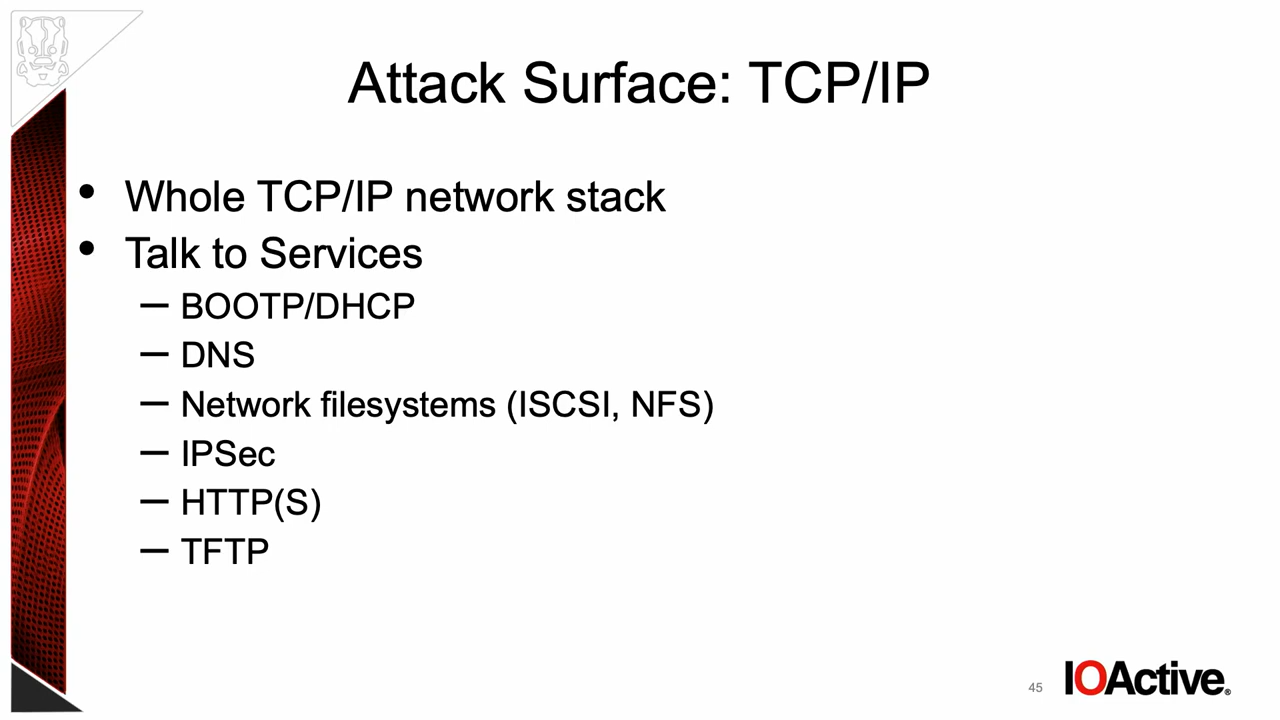 Attack Surface: TCP/IP
• Whole TCP/IP network stack
• Talk to Services
– BOOTP/DHCP
– DNS
– Network filesystems (ISCSI, NFS)
– IPSec
– HTTP(S)
– TFTP
45
IOActive®